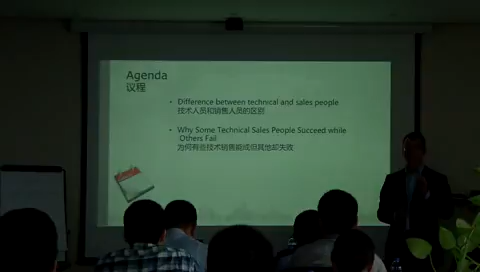 Agenda
议程
• Difference between technical and sales people
技术人员和销售人员的区别
• Why Some Technical Sales People Succeed while
Others Fail
为何有些技术销售能成但其他却失败